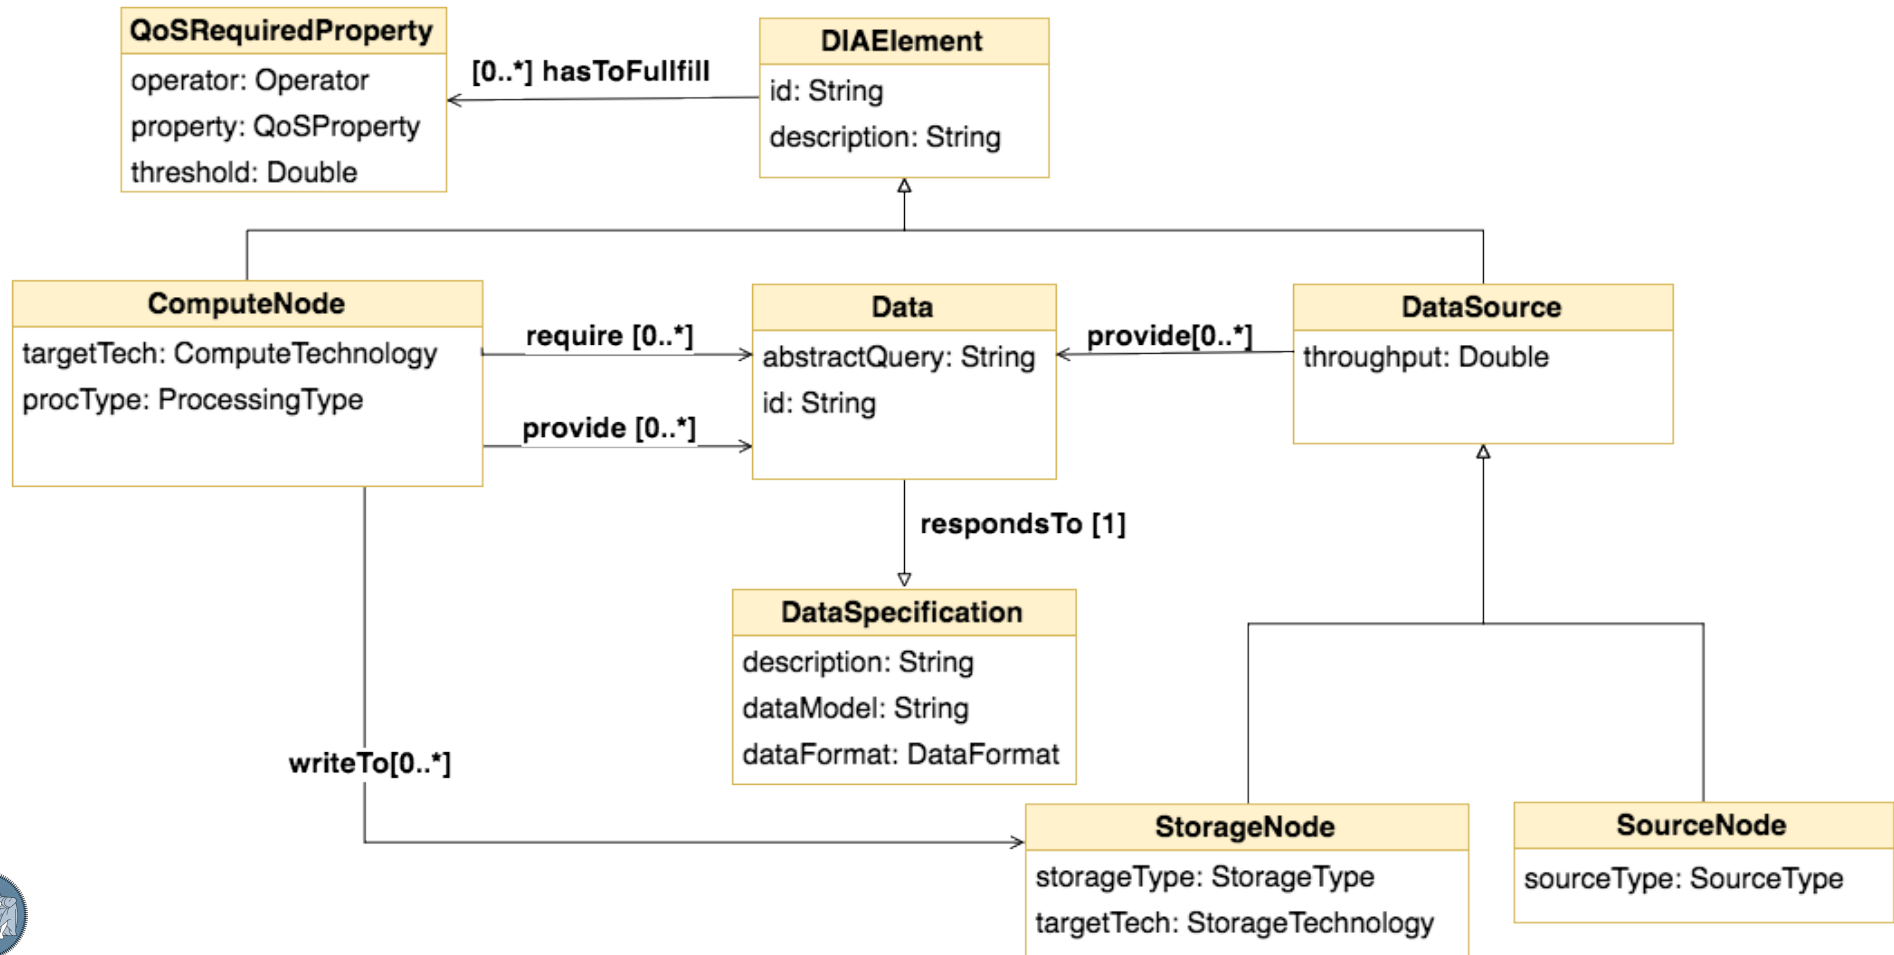 QoSRequiredProperty
operator: Operator
property: QoSProperty
threshold: Double
[0..*] hasToFullfill
DIAElement
id: String
description: String
ComputeNode
targetTech: ComputeTechnology
procType: ProcessingType
require [0..*]
provide [0..*]
Data
abstractQuery: String
id: String
provide[0..*]
DataSource
throughput: Double
respondsTo [1]
DataSpecification
description: String
dataModel: String
dataFormat: DataFormat
writeTo[0..*]
StorageNode
storageType: StorageType
targetTech: StorageTechnology
SourceNode
sourceType: SourceType